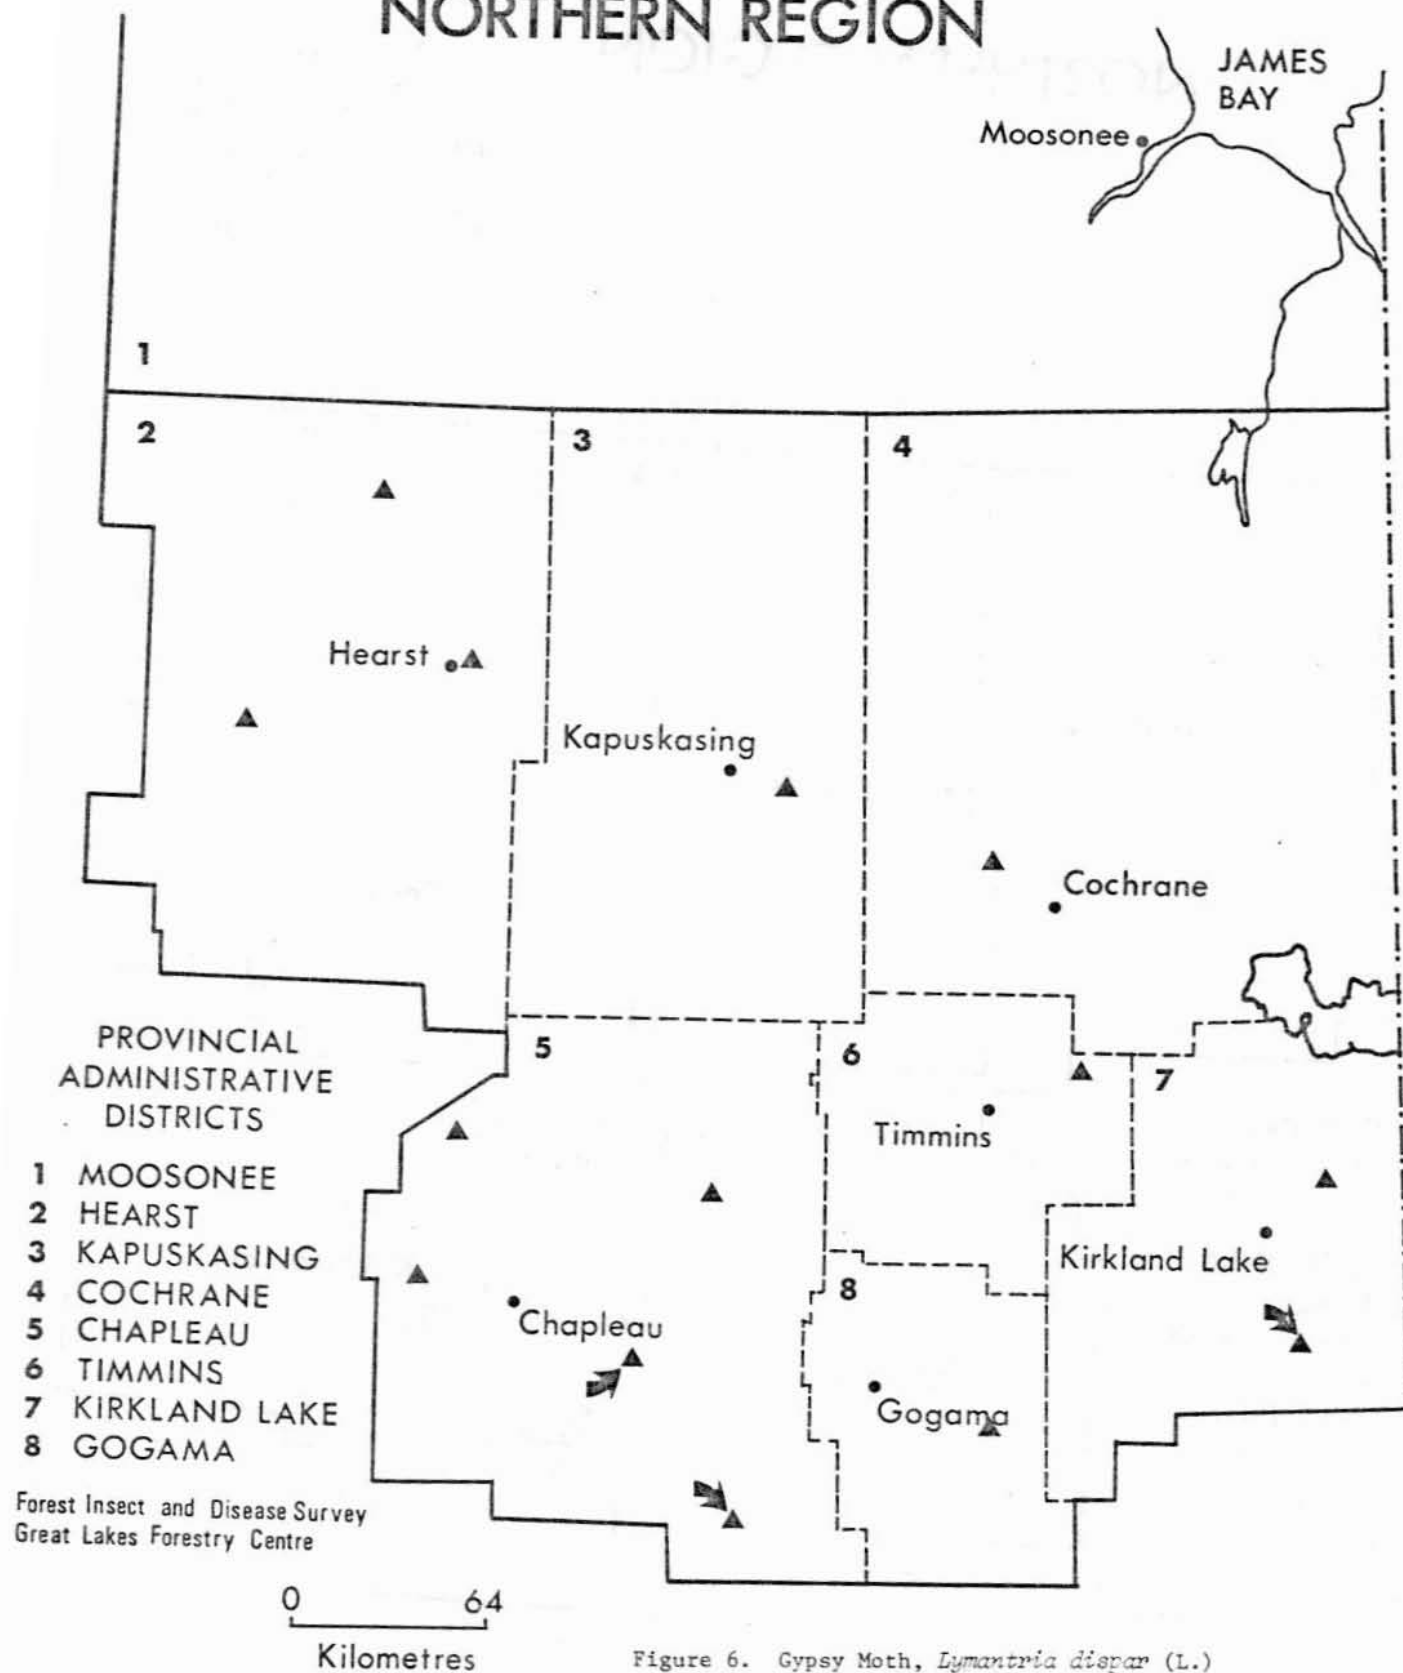 NORTHERN REGION
JAMES
BAY
Moosonee
1
2
3
4
Hearst
Kapuskasing
Cochrane
5
6
7
Timmins
Kirkland Lake
8
Chapleau
Gogama
PROVINCIAL
ADMINISTRATIVE
DISTRICTS
1 MOOSONEE
2 HEARST
3 KAPUSKASING
4 COCHRANE
5 CHAPLEAU
6 TIMMINS
7 KIRKLAND LAKE
8 GOGAMA
Forest Insect and Disease Survey
Great Lakes Forestry Centre
0 64
Kilometres
Figure 6. Gypsy Moth, Lymantria dispar (L.)